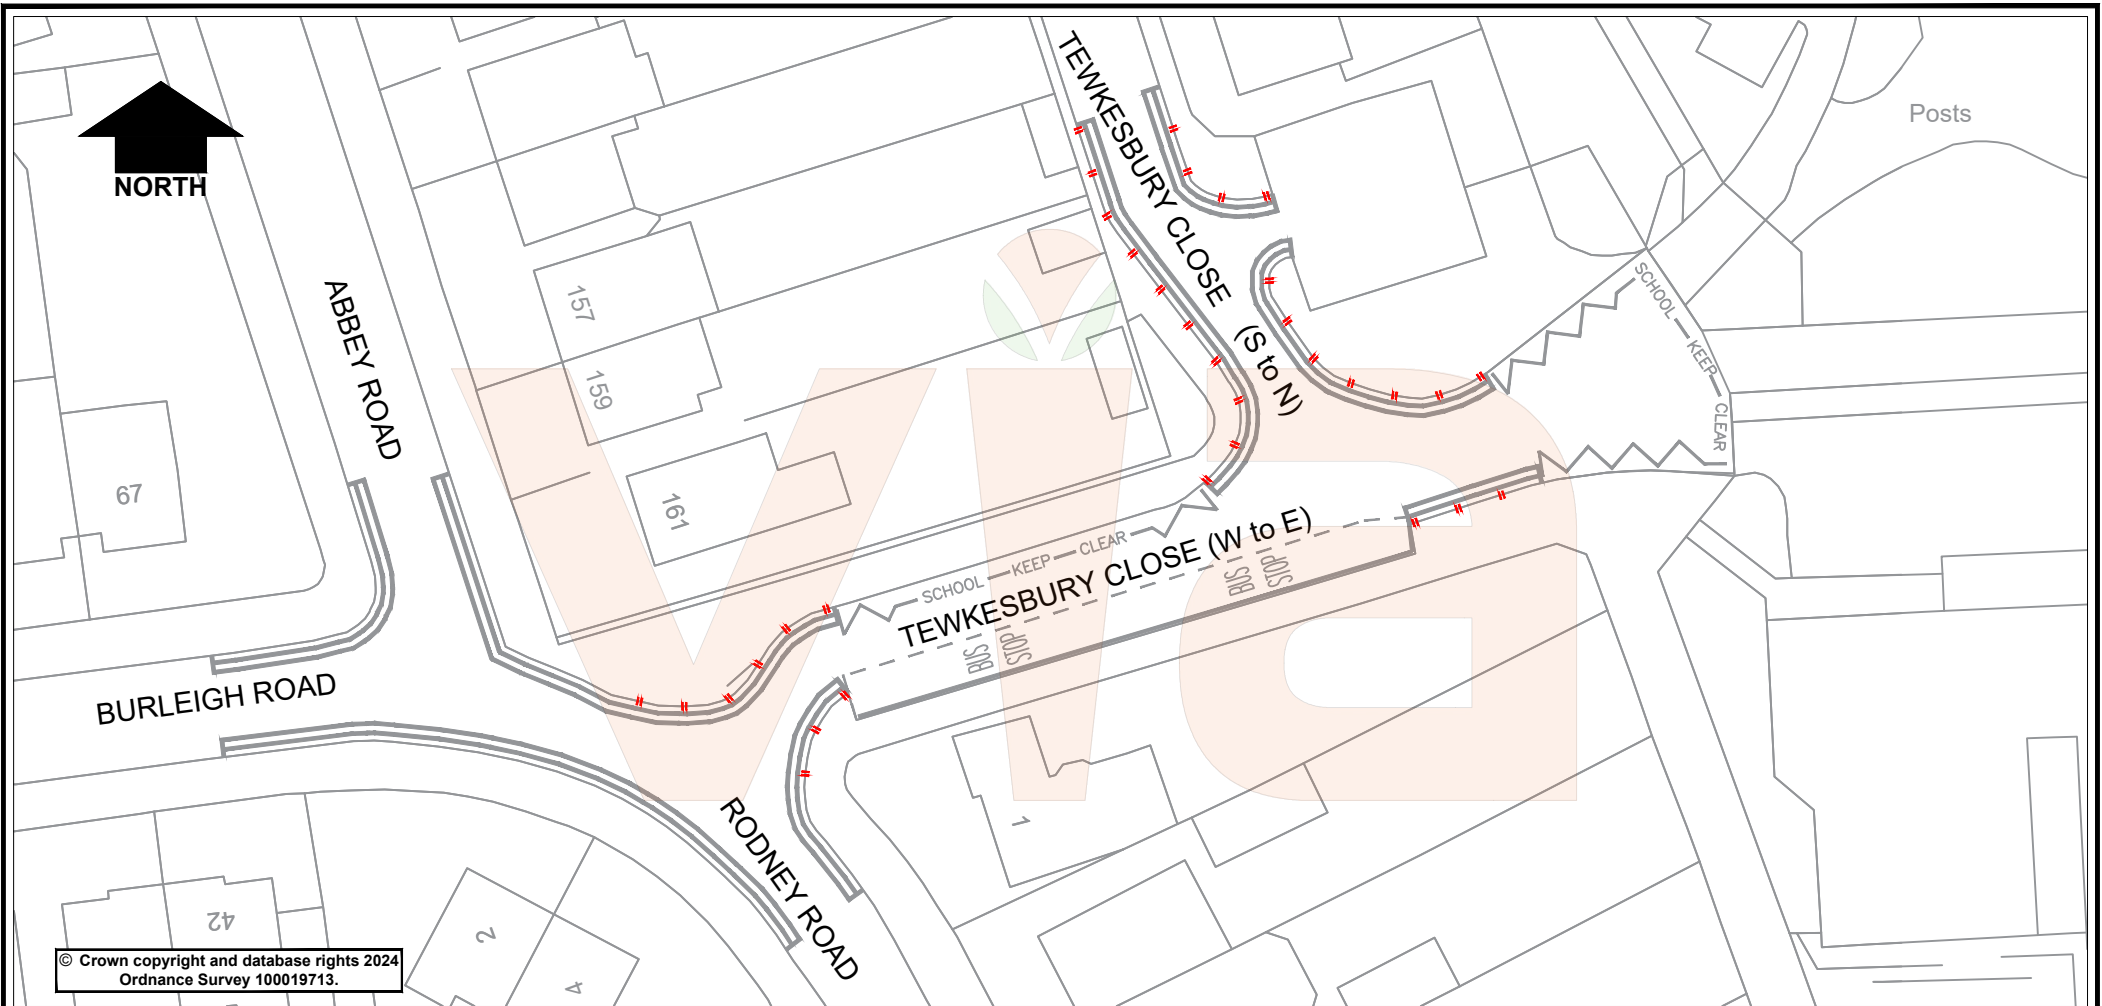 NORTH
TEWKESBURY CLOSE (S to N)
Posts
ABBEY ROAD
157
159
161
67
SCHOOL KEEP CLEAR
SCHOOL KEEP CLEAR
TEWKESBURY CLOSE (W to E)
BUS STOP
BUS STOP
BURLEIGH ROAD
RODNEY ROAD
1
42
2
4
via
© Crown copyright and database rights 2024
Ordnance Survey 100019713.